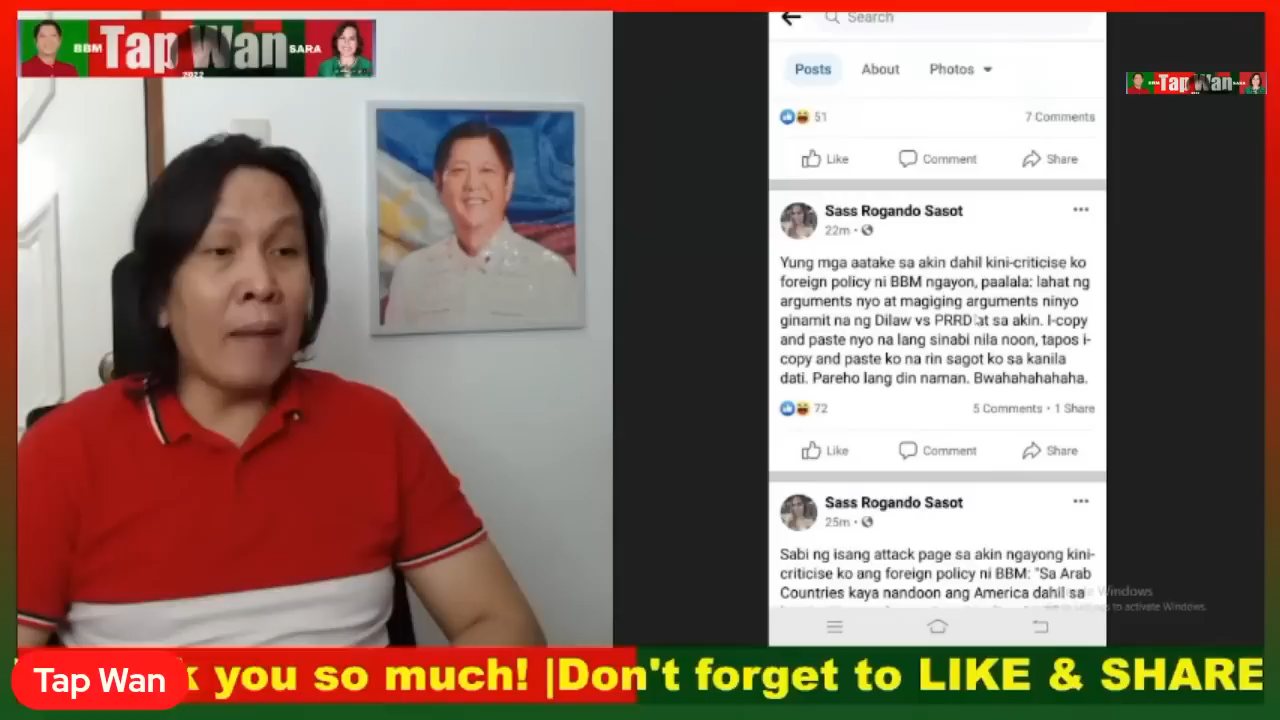 BBM Tap Wan SARA
2022
Search
Tap Wan
Posts About Photos
51 7 Comments
Like Comment Share
Sass Rogando Sasot
22m
Yung mga aatake sa akin dahil kini-criticise ko
foreign policy ni BBM ngayon, paalala: lahat ng
arguments nyo at magiging arguments ninyo
ginamit na ng Dilaw vs PRRD at sa akin. I-copy
and paste nyo na lang sinabi nila noon, tapos i-
copy and paste ko na rin sagot ko sa kanila
dati. Pareho lang din naman. Bwahahahahaha.
72 5 Comments • 1 Share
Like Comment Share
Sass Rogando Sasot
25m
Sabi ng isang attack page sa akin ngayong kini-
criticise ko ang foreign policy ni BBM: "Sa Arab
Countries kaya nandoon ang America dahil sa
Windows
to activate Windows.
Tap Wan
k you so much! |Don't forget to LIKE & SHARE